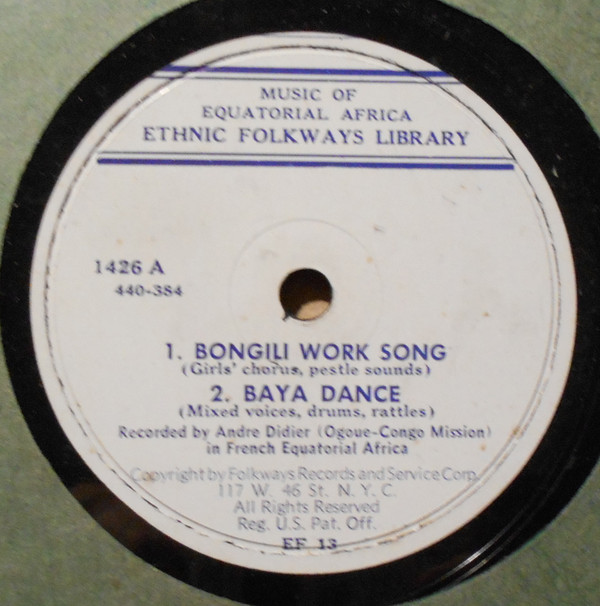 MUSIC OF
EQUATORIAL AFRICA
ETHNIC FOLKWAYS LIBRARY
1426 A
440-384
1. BONGILI WORK SONG
(Girls' chorus, pestle sounds)
2. BAYA DANCE
(Mixed voices, drums, rattles)
Recorded by Andre Didier (Ogoue-Congo Mission)
in French Equatorial Africa
Copyright by Folkways Records and Service Corp.
117 W. 46 St. N. Y. C.
All Rights Reserved
Reg. U.S. Pat. Off.
EF 13